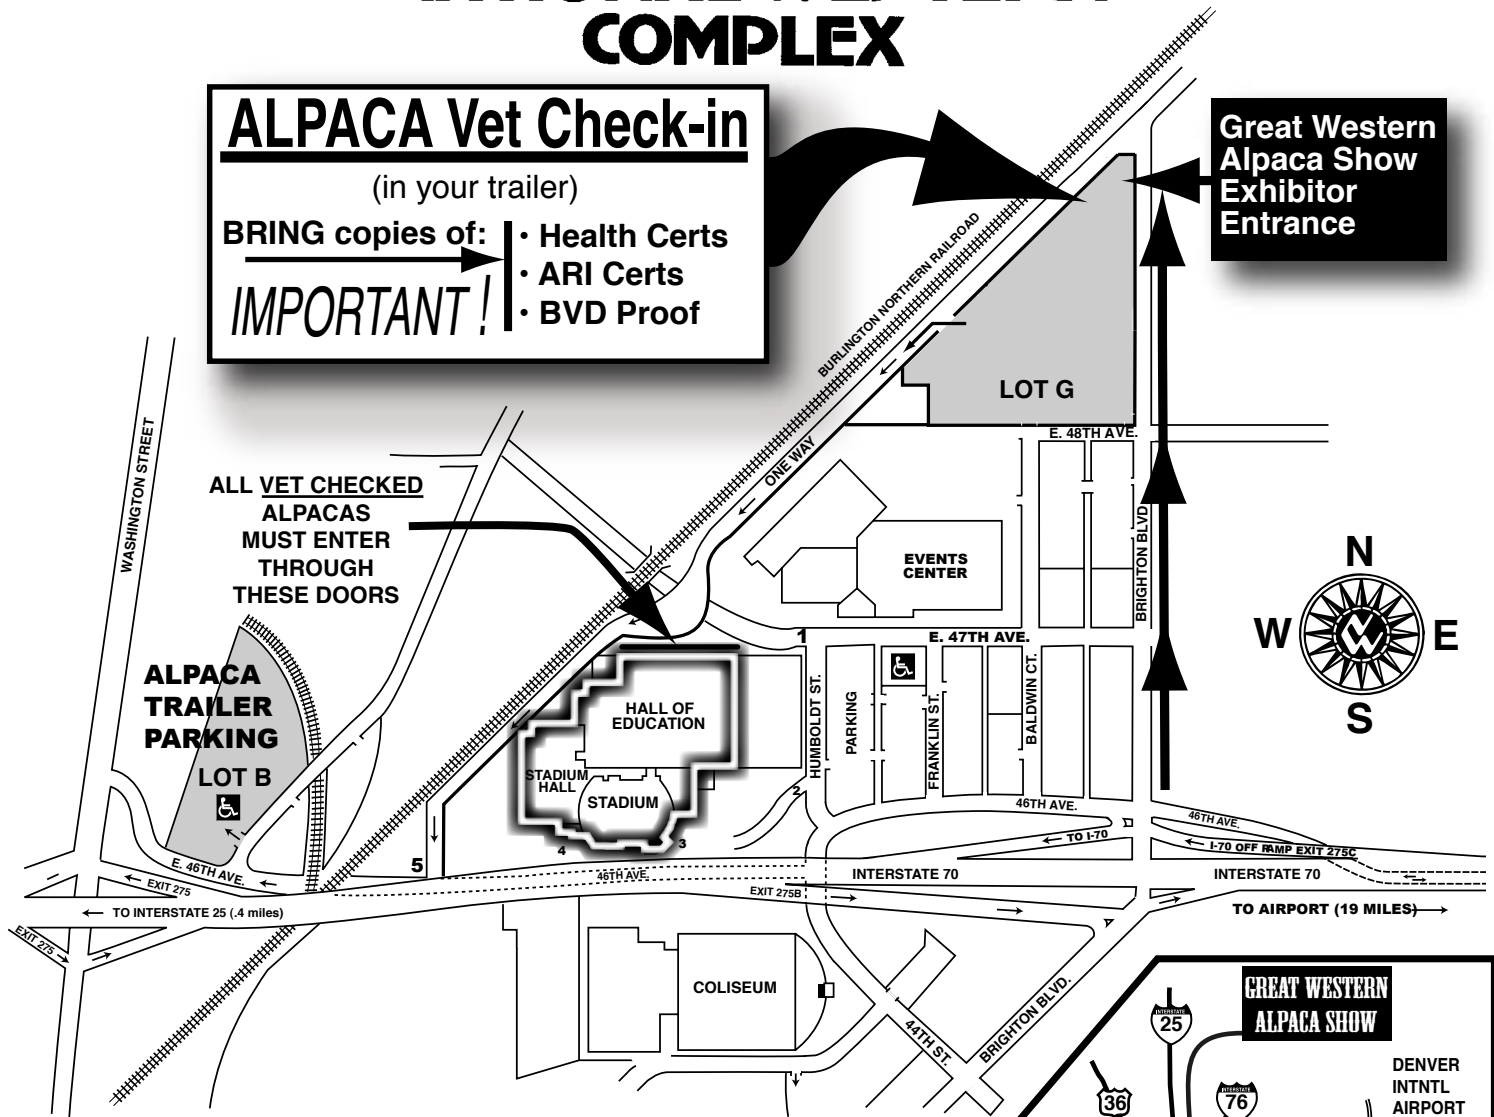 COMPLEX
ALPACA Vet Check-in
(in your trailer)
BRING copies of:
IMPORTANT !
· Health Certs
· ARI Certs
· BVD Proof
Great Western
Alpaca Show
Exhibitor
Entrance
BURLINGTON NORTHERN RAILROAD
LOT G
E. 48TH AVE.
ONE WAY
WASHINGTON STREET
ALL VET CHECKED
ALPACAS
MUST ENTER
THROUGH
THESE DOORS
EVENTS
CENTER
BRIGHTON BLVD
N
W
E
S
1
E. 47TH AVE.
ALPACA
TRAILER
PARKING
LOT B
HALL OF
EDUCATION
STADIUM
HALL
STADIUM
HUMBOLDT ST.
PARKING
FRANKLIN ST.
BALDWIN CT.
2
3
4
5
46TH AVE.
46TH AVE.
TO I-70
I-70 OFF RAMP EXIT 275C
E. 46TH AVE.
EXIT 275
46TH AVE.
INTERSTATE 70
INTERSTATE 70
EXIT 275B
TO INTERSTATE 25 (.4 miles)
TO AIRPORT (19 MILES)
EXIT 275
COLISEUM
44TH ST.
BRIGHTON BLVD.
GREAT WESTERN
ALPACA SHOW
INTERSTATE
25
36
INTERSTATE
76
DENVER
INTNTL
AIRPORT